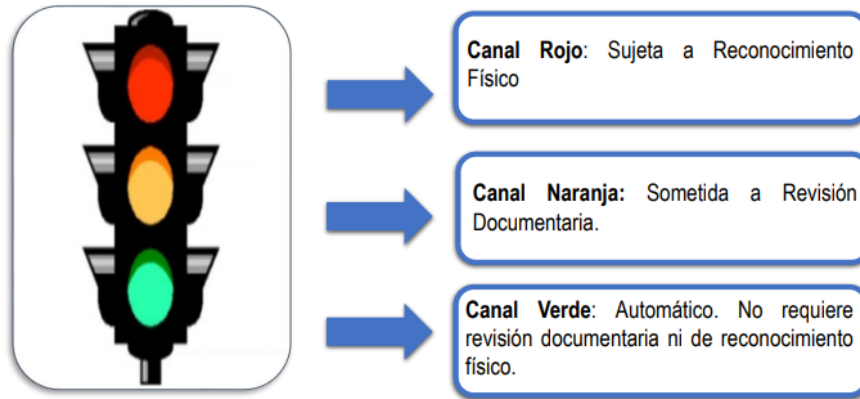 Canal Rojo: Sujeta a Reconocimiento
Físico
Canal Naranja: Sometida a Revisión
Documentaria.
Canal Verde: Automático. No requiere
revisión documentaria ni de reconocimiento
físico.